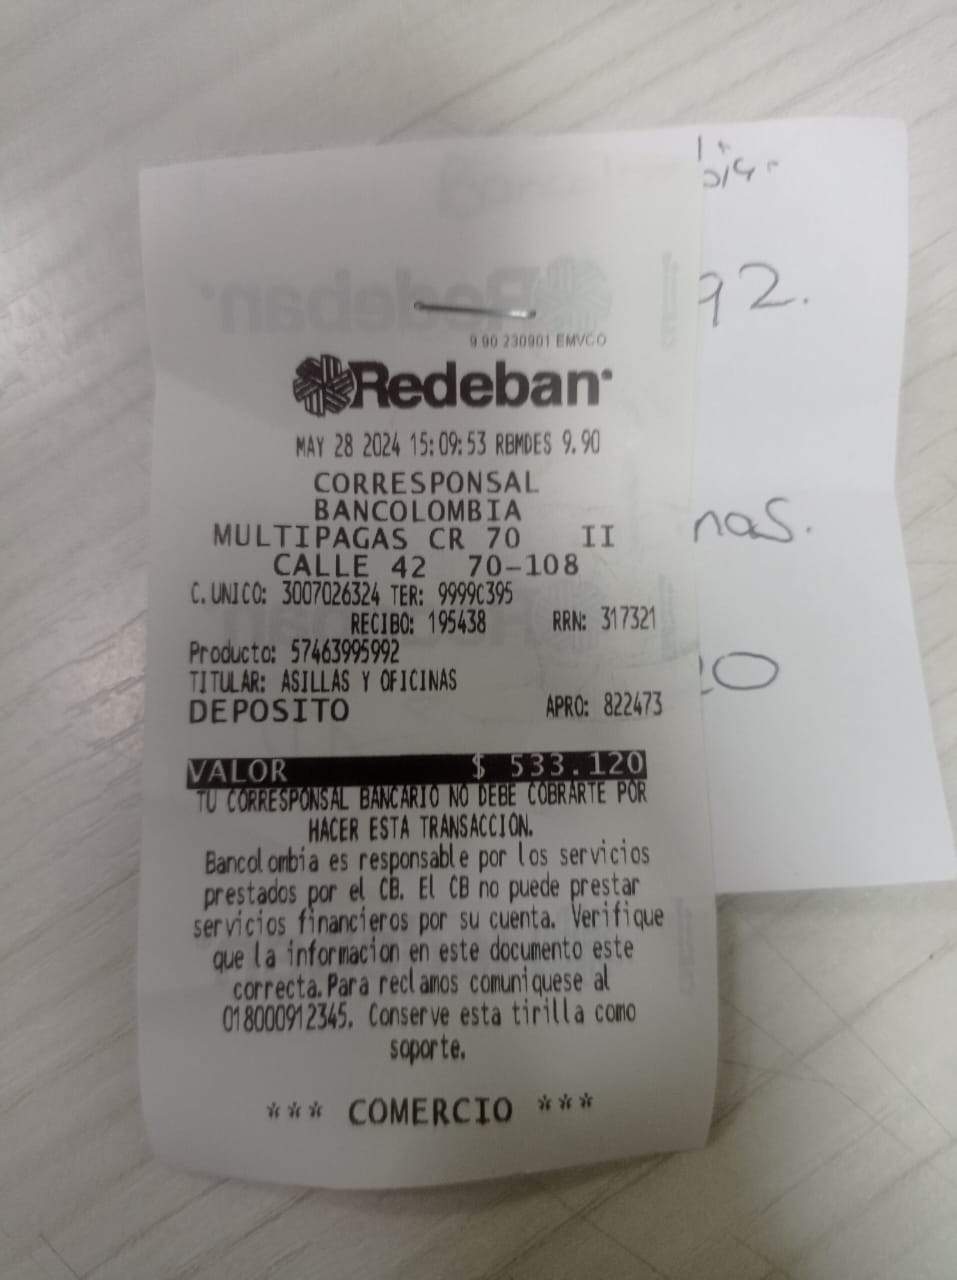 9.90 230901 EMVCO
Redeban
MAY 28 2024 15:09:53 RBMDES 9.90
CORRESPONSAL
BANCOLOMBIA
MULTIPAGAS CR 70 II
CALLE 42 70-108
C. UNICO: 3007026324 TER: 9999C395
RECIBO: 195438 RRN: 317321
Producto: 57463995992
TITULAR: ASILLAS Y OFICINAS
DEPOSITO APRO: 822473
VALOR $ 533.120
TU CORRESPONSAL BANCARIO NO DEBE COBRARTE POR
HACER ESTA TRANSACCION.
Bancolombia es responsable por los servicios
prestados por el CB. El CB no puede prestar
servicios financieros por su cuenta. Verifique
que la informacion en este documento este
correcta. Para reclamos comuniquese al
018000912345. Conserve esta tirilla como
soporte.
*** COMERCIO ***
92.
nas.